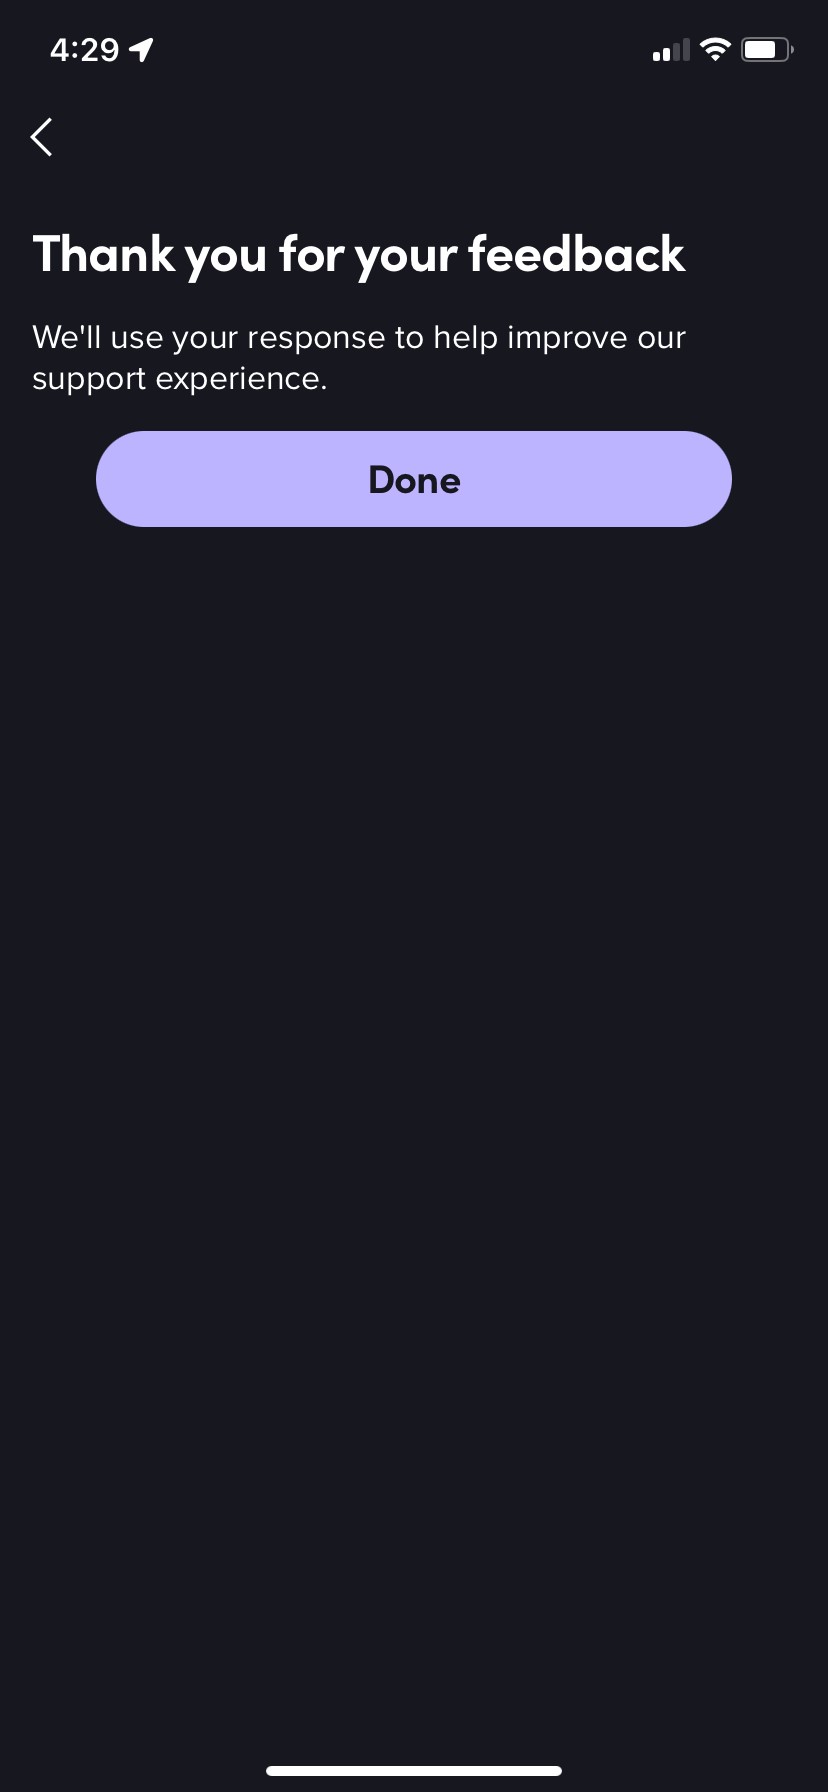 4:29
Thank you for your feedback
We'll use your response to help improve our
support experience.
Done